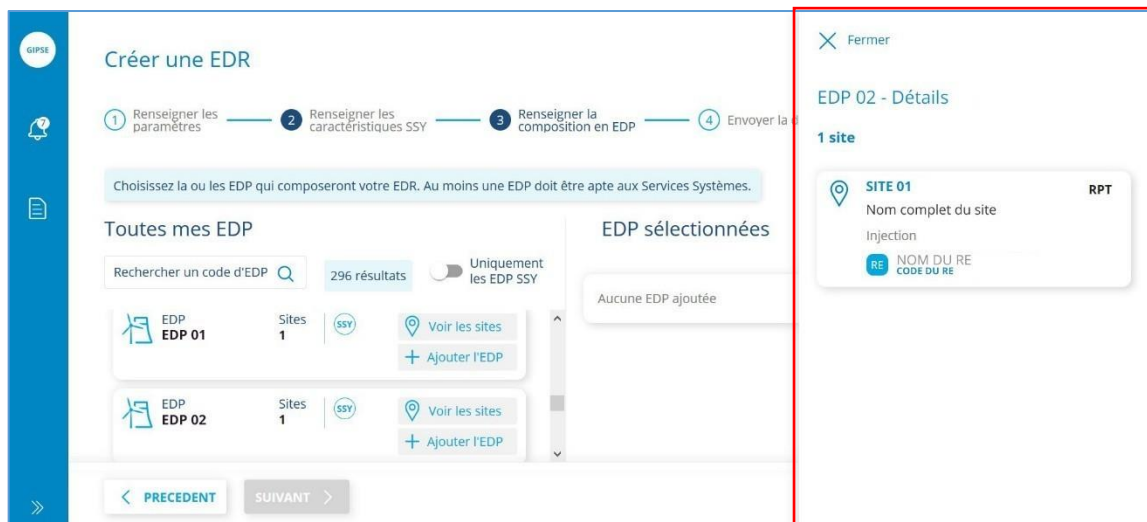 GIPSE
7
Créer une EDR
1 Renseigner les paramètres
2 Renseigner les caractéristiques SSY
3 Renseigner la composition en EDP
4 Envoyer la d
Choisissez la ou les EDP qui composeront votre EDR. Au moins une EDP doit être apte aux Services Systèmes.
Toutes mes EDP
Rechercher un code d'EDP
296 résultats
Uniquement
les EDP SSY
EDP
EDP 01
Sites
1
SSY
Voir les sites
Ajouter l'EDP
EDP
EDP 02
Sites
1
SSY
Voir les sites
Ajouter l'EDP
EDP sélectionnées
Aucune EDP ajoutée
PRECEDENT
SUIVANT
Fermer
EDP 02 - Détails
1 site
SITE 01
RPT
Nom complet du site
Injection
RE
NOM DU RE
CODE DU RE